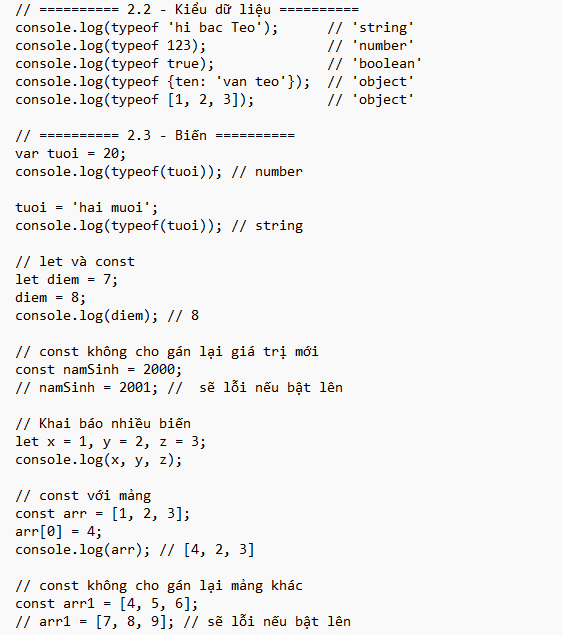 // ========== 2.2 - Kiểu dữ liệu ==========
console.log(typeof 'hi bac Teo');      // 'string'
console.log(typeof 123);               // 'number'
console.log(typeof true);              // 'boolean'
console.log(typeof {ten: 'van teo'});  // 'object'
console.log(typeof [1, 2, 3]);         // 'object'

// ========== 2.3 - Biến ==========
var tuoi = 20;
console.log(typeof(tuoi)); // number

tuoi = 'hai muoi';
console.log(typeof(tuoi)); // string

// let và const
let diem = 7;
diem = 8;
console.log(diem); // 8

// const không cho gán lại giá trị mới
const namSinh = 2000;
// namSinh = 2001; //  sẽ lỗi nếu bật lên

// Khai báo nhiều biến
let x = 1, y = 2, z = 3;
console.log(x, y, z);

// const với mảng
const arr = [1, 2, 3];
arr[0] = 4;
console.log(arr); // [4, 2, 3]

// const không cho gán lại mảng khác
const arr1 = [4, 5, 6];
// arr1 = [7, 8, 9]; // sẽ lỗi nếu bật lên